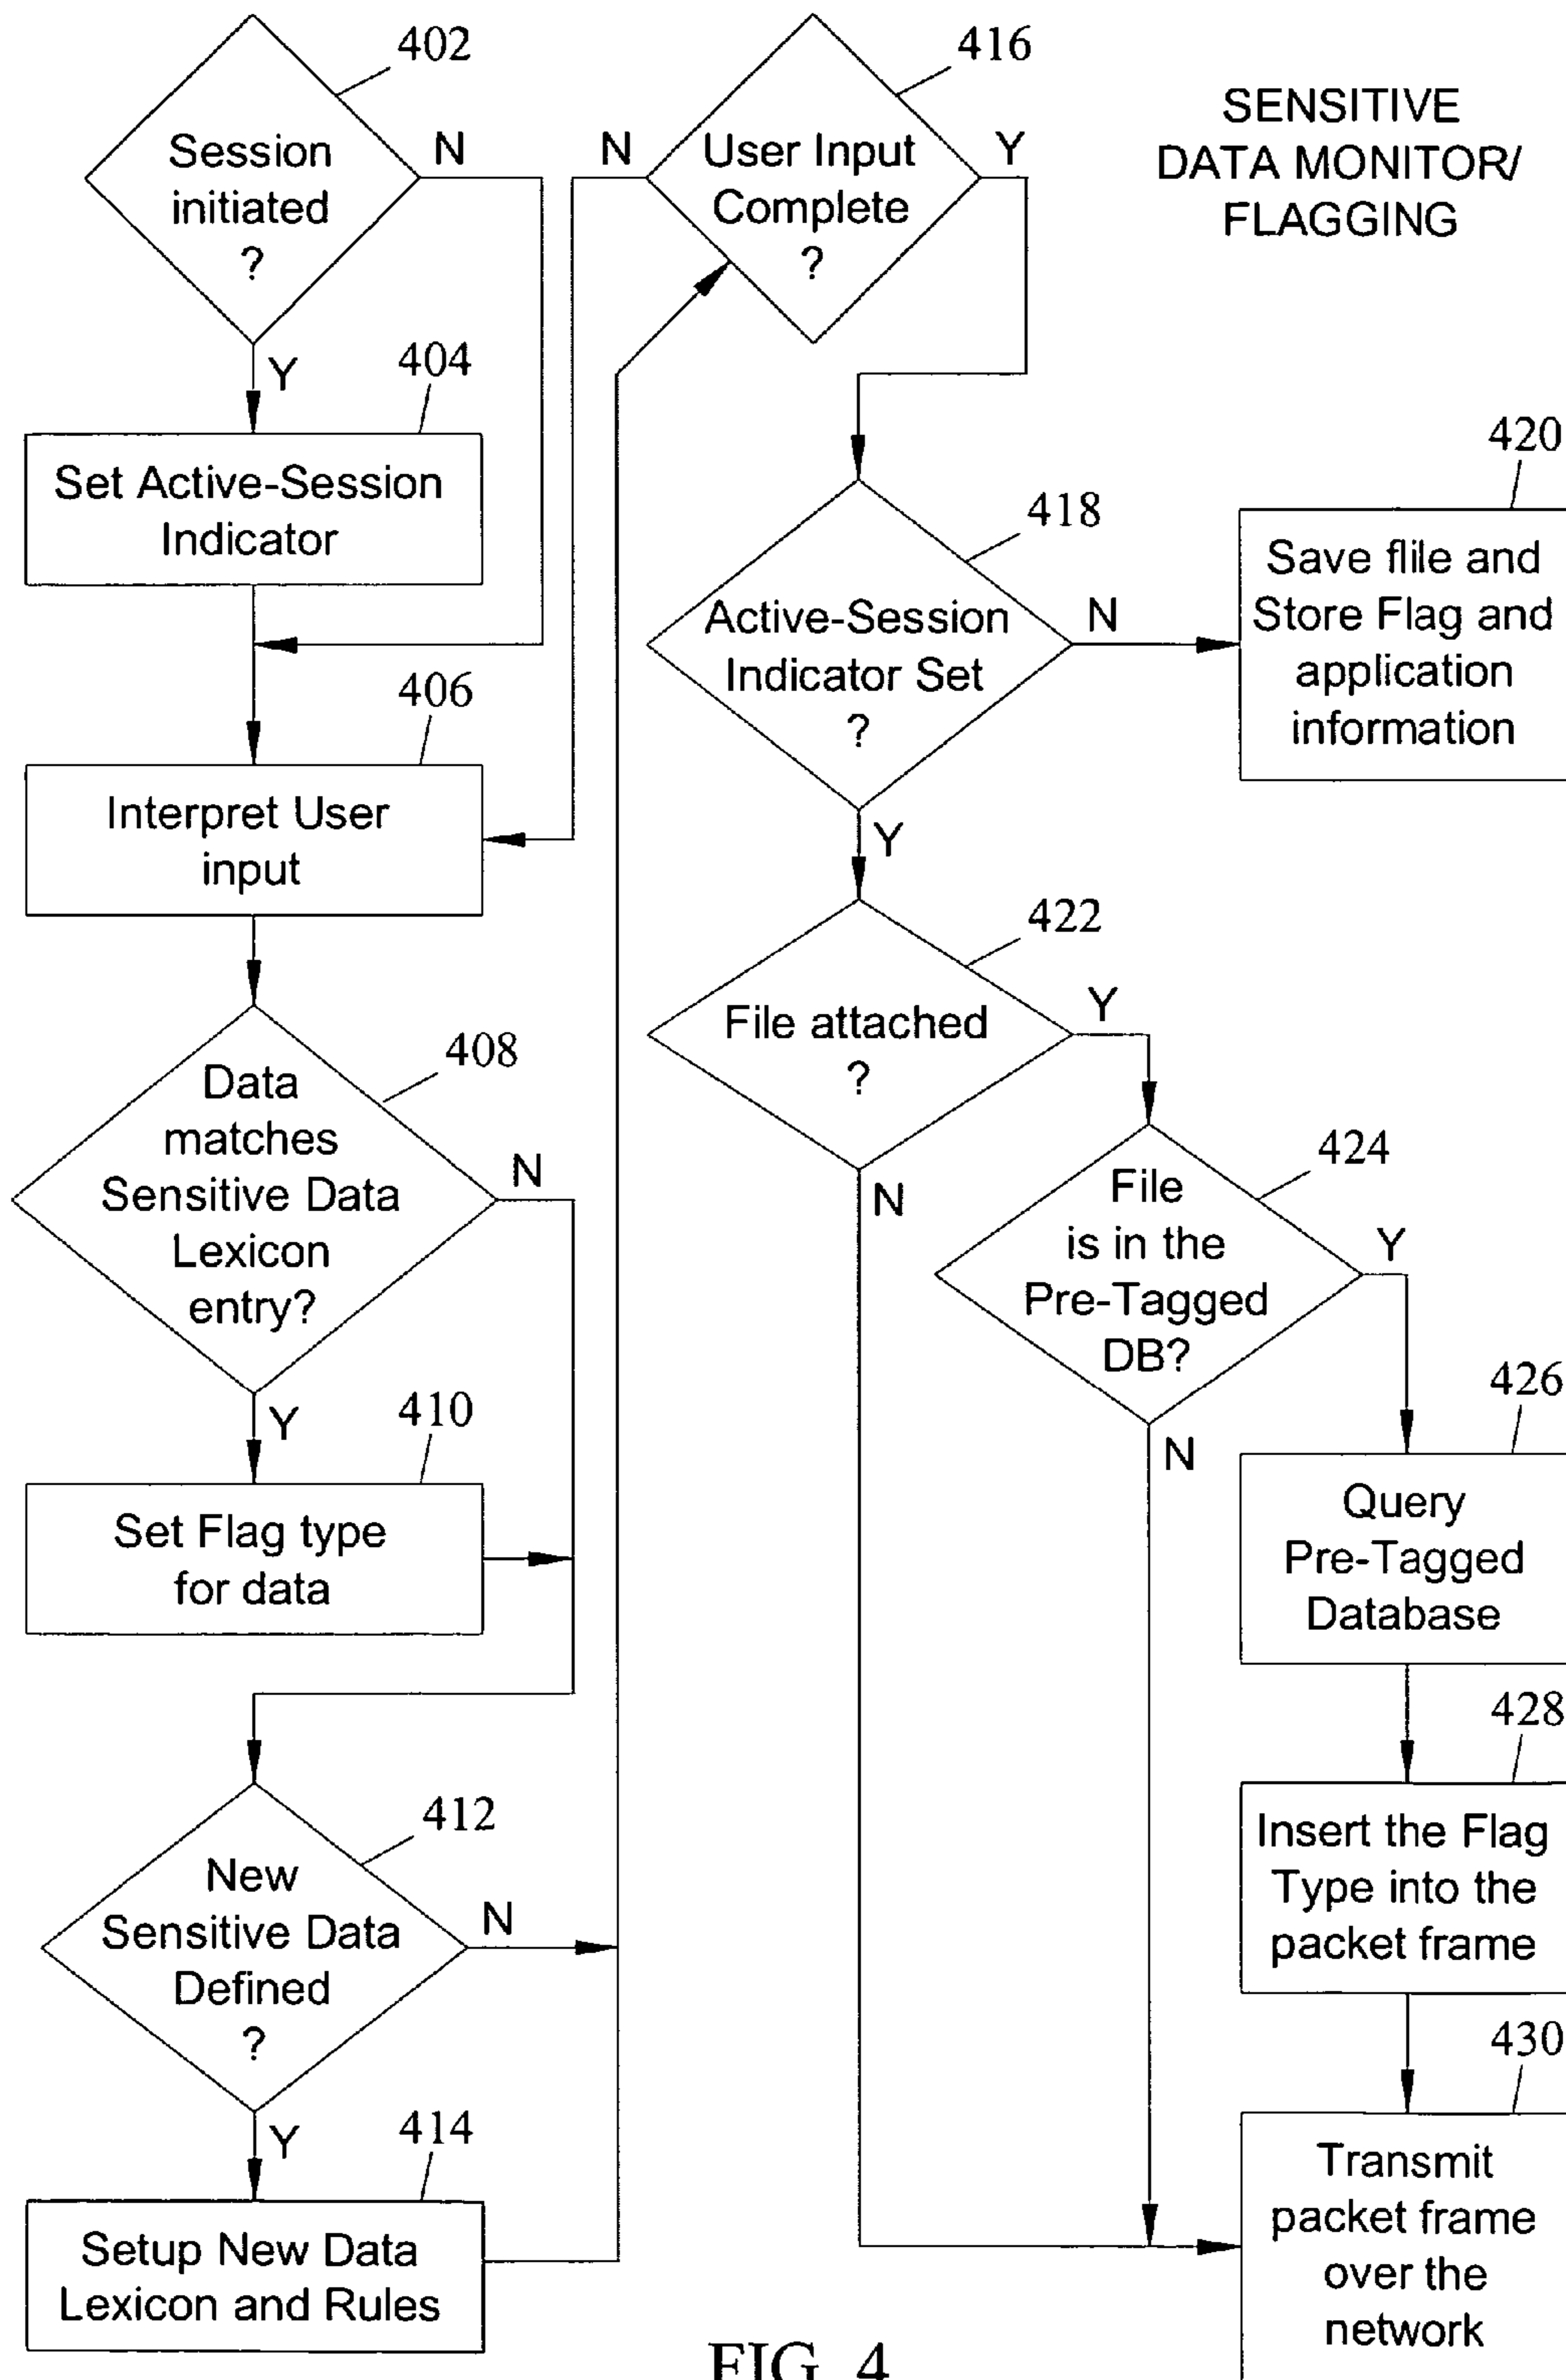 402
Session
initiated
?
N
Y
404
Set Active-Session
Indicator
406
Interpret User
input
408
Data
matches
Sensitive Data
Lexicon
entry?
N
Y
410
Set Flag type
for data
412
New
Sensitive Data
Defined
?
N
Y
414
Setup New Data
Lexicon and Rules
416
User Input
Complete
?
N
Y
SENSITIVE
DATA MONITOR/
FLAGGING
418
Active-Session
Indicator Set
?
N
Y
420
Save flile and
Store Flag and
application
information
422
File attached
?
Y
N
424
File
is in the
Pre-Tagged
DB?
Y
N
426
Query
Pre-Tagged
Database
428
Insert the Flag
Type into the
packet frame
430
Transmit
packet frame
over the
network
FIG. 4